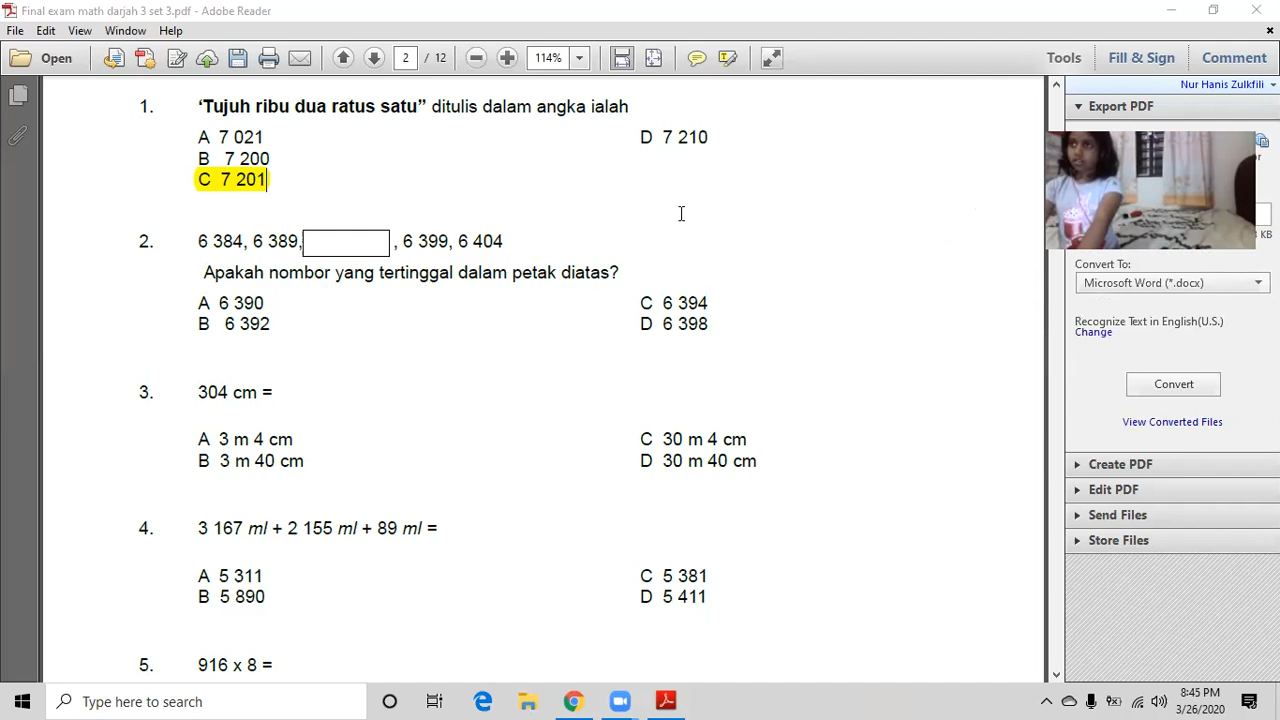 Final exam math darjah 3 set 3.pdf - Adobe Reader
File Edit View Window Help
Open 2 / 12 114% Tools Fill & Sign Comment
Nur Hanis Zulkfili
Export PDF
1. ‘Tujuh ribu dua ratus satu” ditulis dalam angka ialah
A 7 021 D 7 210
B 7 200
C 7 201
2. 6 384, 6 389, , 6 399, 6 404
Apakah nombor yang tertinggal dalam petak diatas?
A 6 390 C 6 394
B 6 392 D 6 398
3. 304 cm =
A 3 m 4 cm C 30 m 4 cm
B 3 m 40 cm D 30 m 40 cm
4. 3 167 ml + 2 155 ml + 89 ml =
A 5 311 C 5 381
B 5 890 D 5 411
5. 916 x 8 =
KB
Convert To:
Microsoft Word (*.docx)
Recognize Text in English(U.S.)
Change
Convert
View Converted Files
Create PDF
Edit PDF
Send Files
Store Files
Type here to search
8:45 PM
3/26/2020